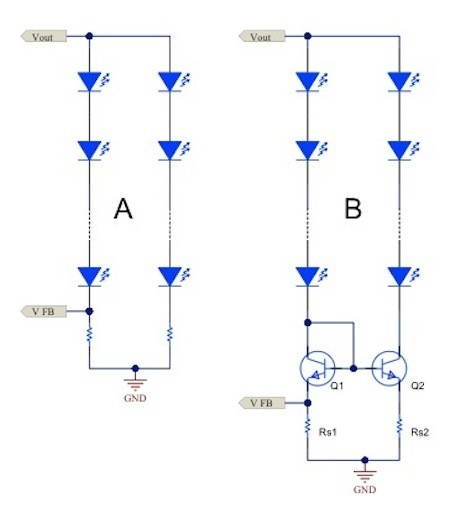 Vout
Vout
A
B
V FB
GND
Q1
Q2
V FB
Rs1
Rs2
GND